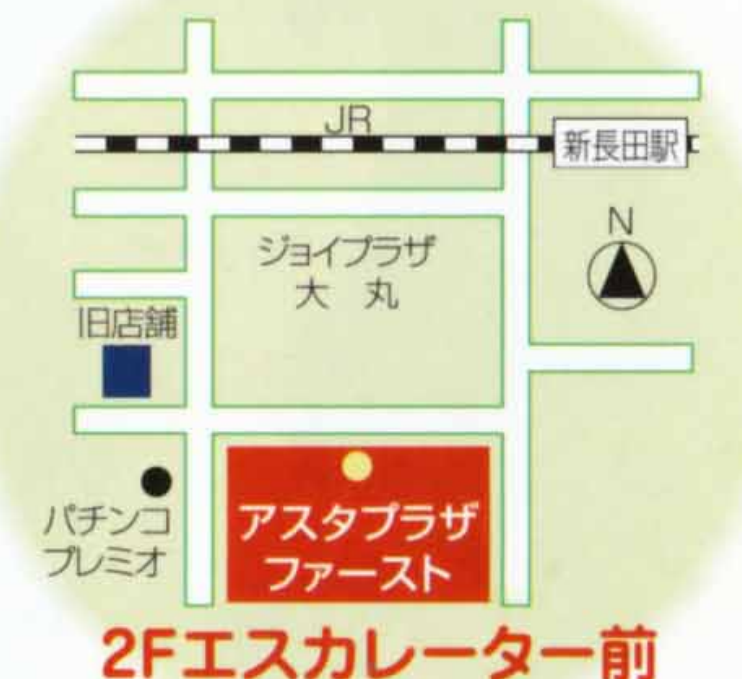 JR
新長田駅
ジョイプラザ
大丸
N
旧店舗
パチンコ
プレミオ
アスタプラザ
ファースト
2Fエスカレーター前